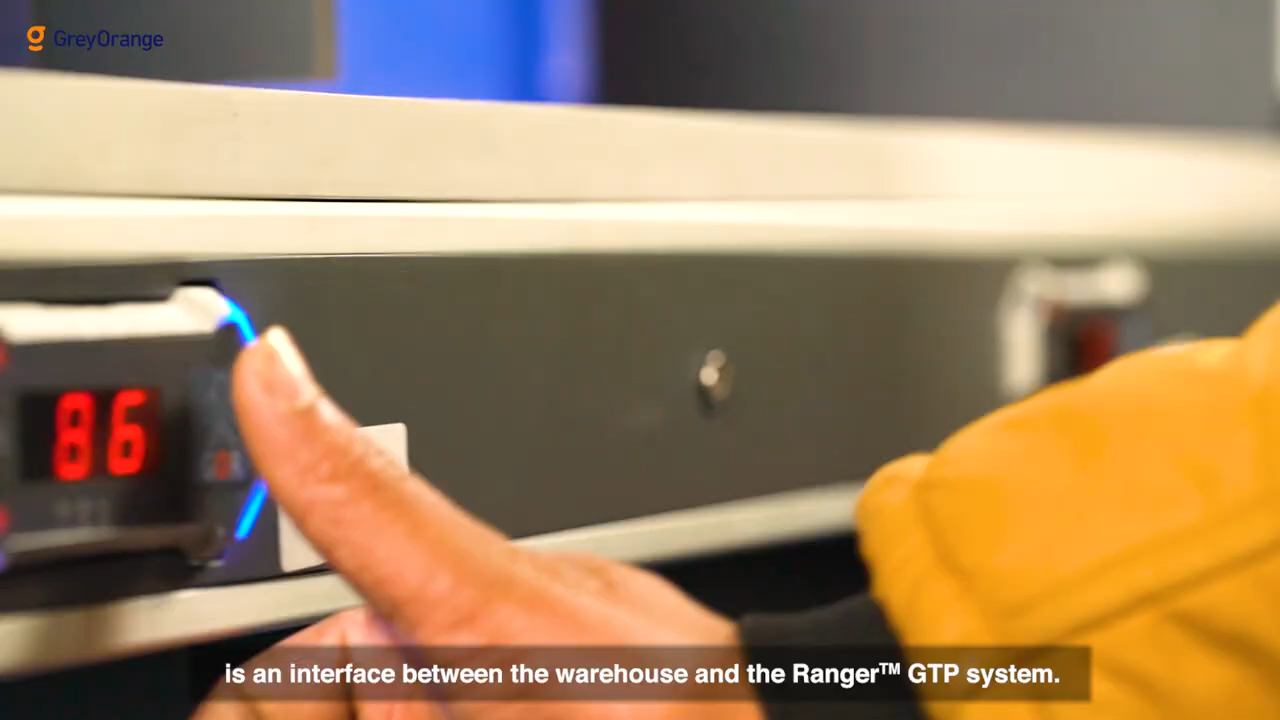 GreyOrange
86
is an interface between the warehouse and the Ranger™ GTP system.